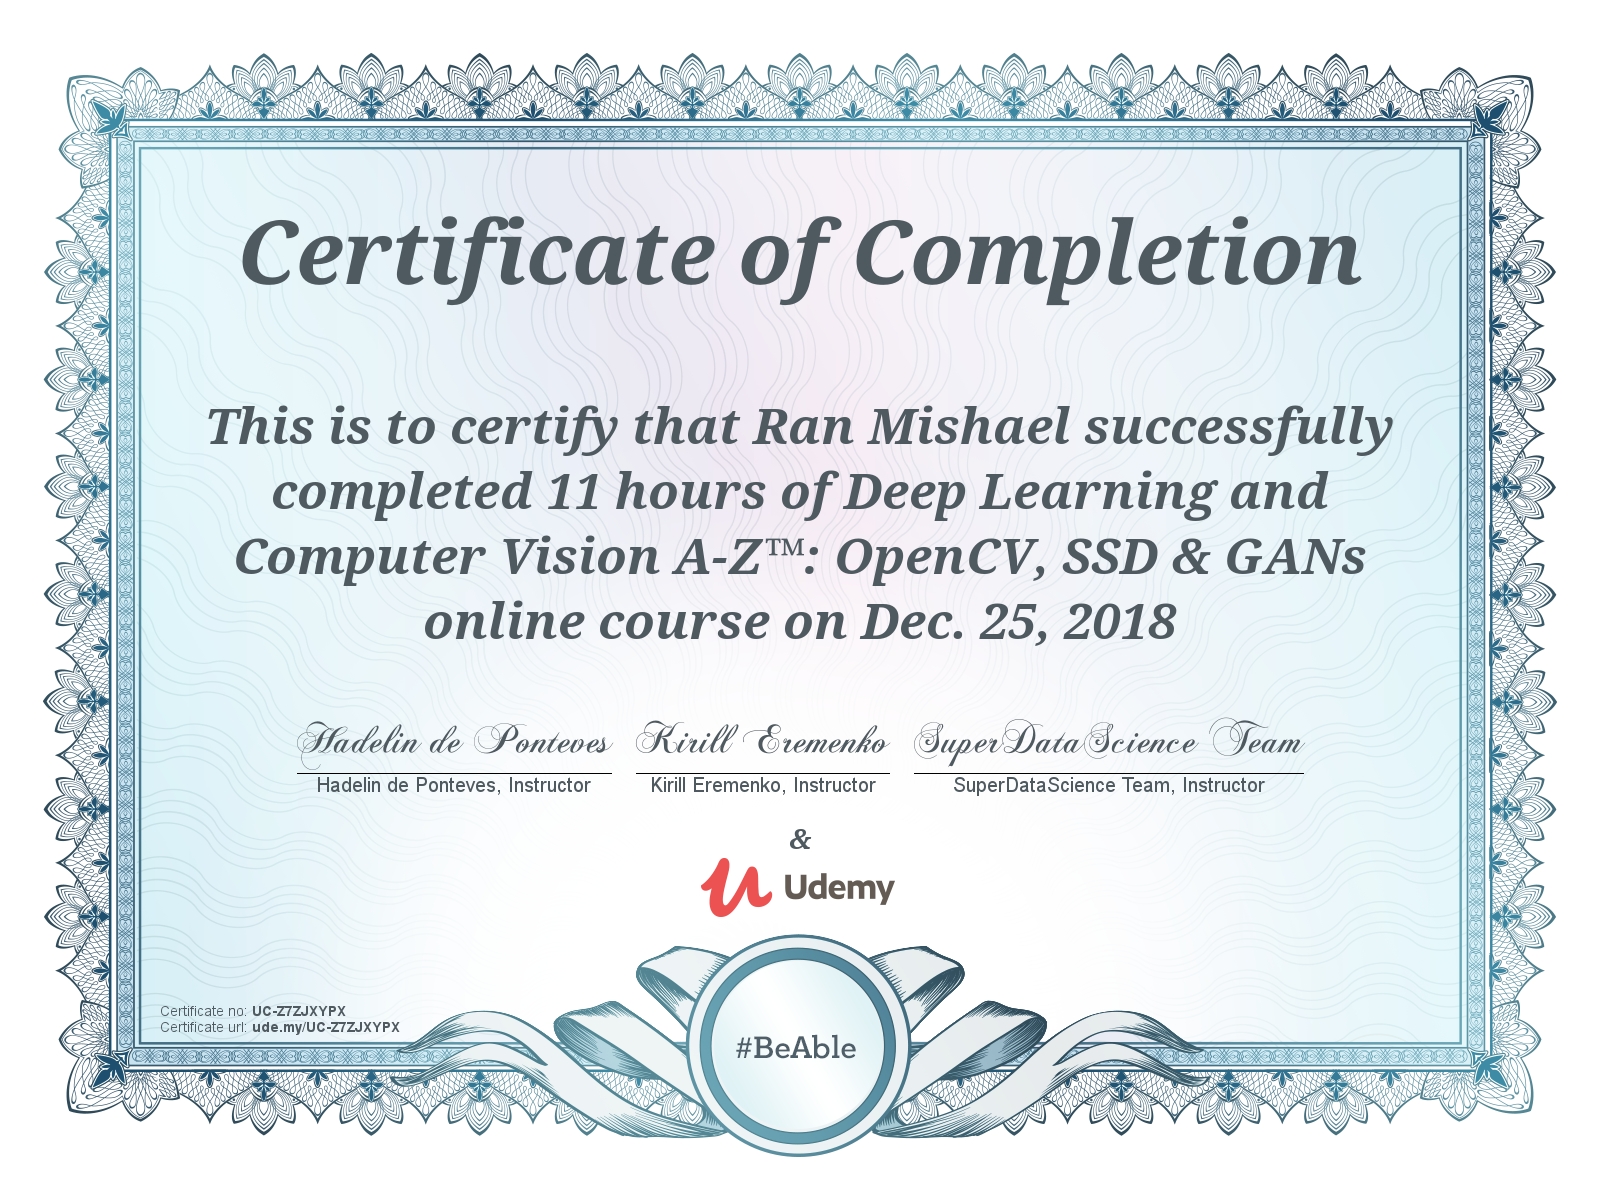 Certificate of Completion
This is to certify that Ran Mishael successfully
completed 11 hours of Deep Learning and
Computer Vision A-Z™: OpenCV, SSD & GANs
online course on Dec. 25, 2018
Hadelin de Ponteves Kirill Eremenko SuperDataScience Team
Hadelin de Ponteves, Instructor Kirill Eremenko, Instructor SuperDataScience Team, Instructor
&
Udemy
Certificate no: UC-Z7ZJXYPX
Certificate url: ude.my/UC-Z7ZJXYPX
#BeAble